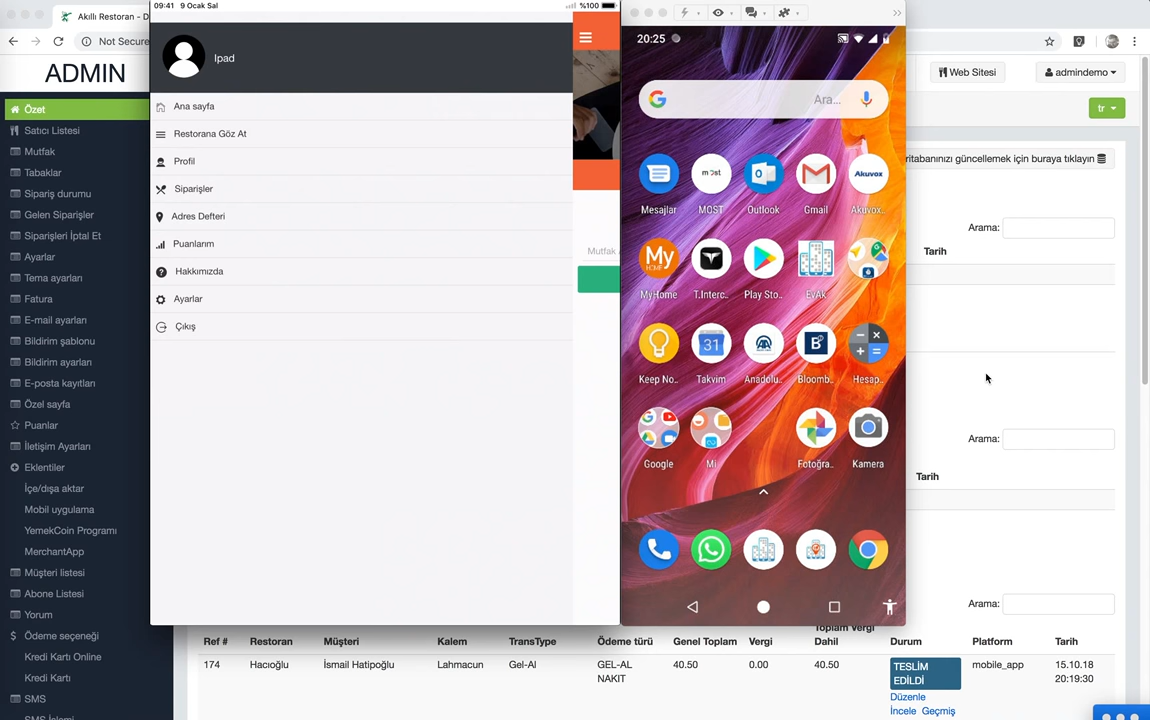 Akıllı Restoran - D
Not Secure
ADMIN
Özet
Satıcı Listesi
Mutfak
Tabaklar
Sipariş durumu
Gelen Siparişler
Siparişleri İptal Et
Ayarlar
Tema ayarları
Fatura
E-mail ayarları
Bildirim şablonu
Bildirim ayarları
E-posta kayıtları
Özel sayfa
Puanlar
İletişim Ayarları
Eklentiler
İçe/dışa aktar
Mobil uygulama
YemekCoin Programı
MerchantApp
Müşteri listesi
Abone Listesi
Yorum
$ Ödeme seçeneği
Kredi Kartı Online
Kredi Kartı
SMS
SMS İşlemi
09:41 9 Ocak Sal
%100
Ipad
Ana sayfa
Restorana Göz At
Profil
Siparişler
Adres Defteri
Puanlarım
Hakkımızda
Ayarlar
Çıkış
Mutfak
20:25
Ara...
most
Akuvox
Mesajlar MOST Outlook Gmail Akuvox..
My
HOME
MyHome T.Interc.. Play Sto.. EvAk
31
B
Keep No.. Takvim Anadolu.. Bloomb.. Hesap..
Google Mi Fotoğra.. Kamera
Web Sitesi
admindemo
tr
ritabanınızı güncellemek için buraya tıklayın
Arama:
Tarih
Arama:
Tarih
Arama:
Ref # Restoran Müşteri Kalem TransType Ödeme türü Genel Toplam Vergi Toplam Vergi Dahil Durum Platform Tarih
174 Hacıoğlu İsmail Hatipoğlu Lahmacun Gel-Al GEL-AL NAKIT 40.50 0.00 40.50 TESLİM EDİLDİ mobile_app 15.10.18 20:19:30
Düzenle
İncele Geçmiş